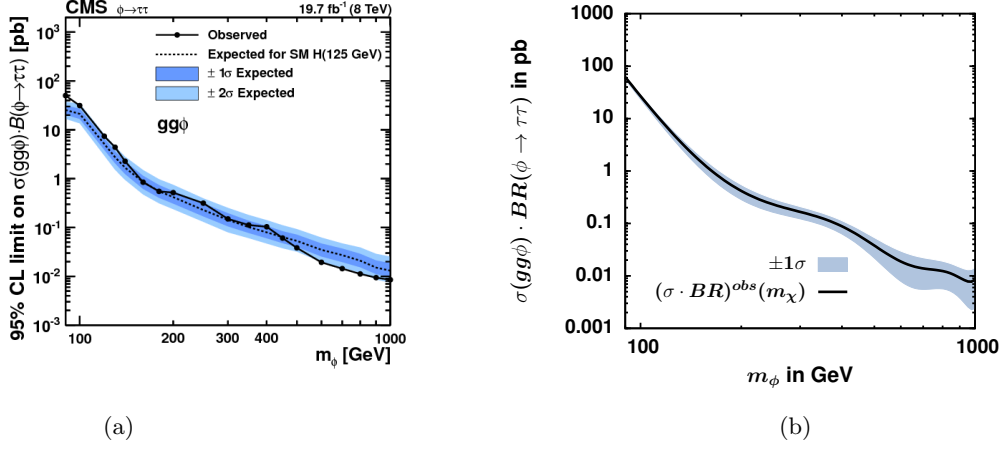 CMS φ→ττ 19.7 fb⁻¹ (8 TeV)
95% CL limit on σ(ggφ)·B(φ→ττ) [pb]
Observed
Expected for SM H(125 GeV)
± 1σ Expected
± 2σ Expected
ggφ
10³
10²
10
1
10⁻¹
10⁻²
10⁻³
100 200 300 400 1000
m_φ [GeV]
(a)
σ(ggφ) · BR(φ → ττ) in pb
1000
100
10
1
0.1
0.01
0.001
±1σ
(σ · BR)^obs(m_χ)
100 1000
m_φ in GeV
(b)